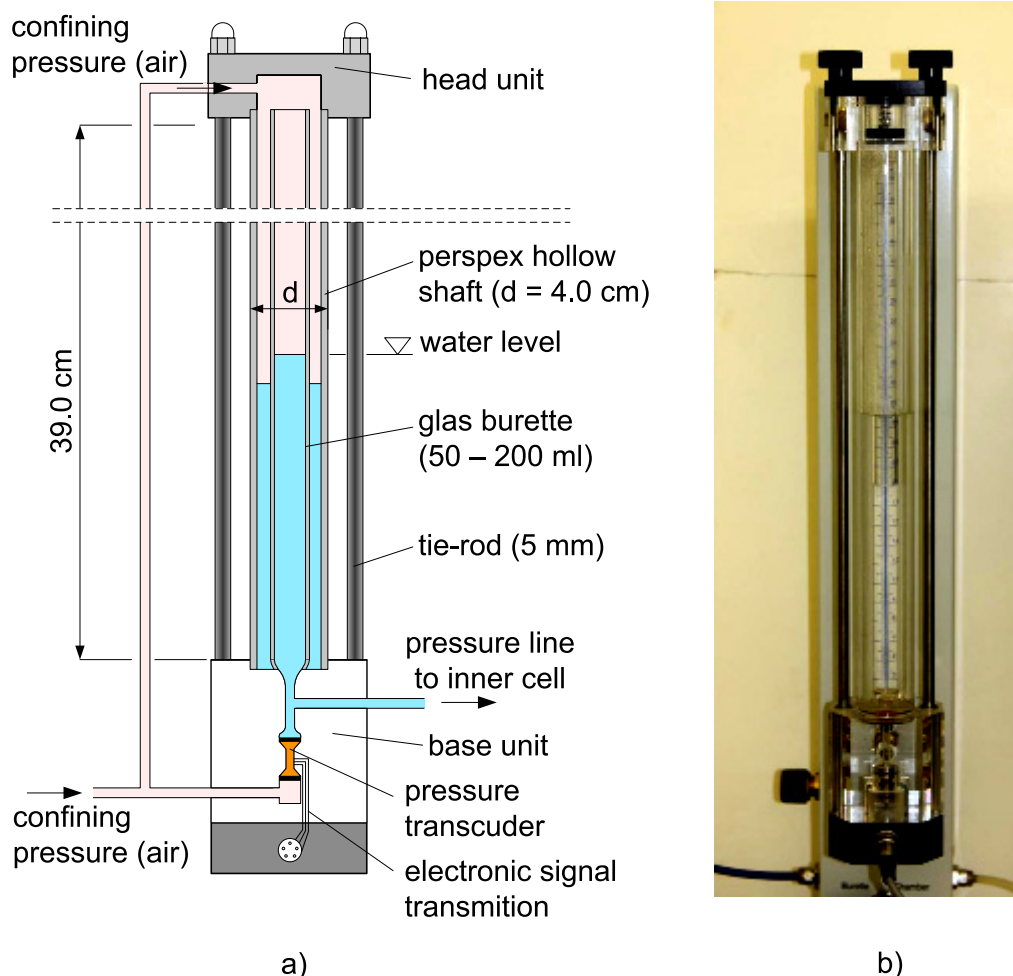 confining
pressure (air)
head unit
perspex hollow
shaft (d = 4.0 cm)
d
water level
39.0 cm
glas burette
(50 – 200 ml)
tie-rod (5 mm)
pressure line
to inner cell
base unit
confining
pressure (air)
pressure
transcuder
electronic signal
transmition
a)
Burette Chamber
b)